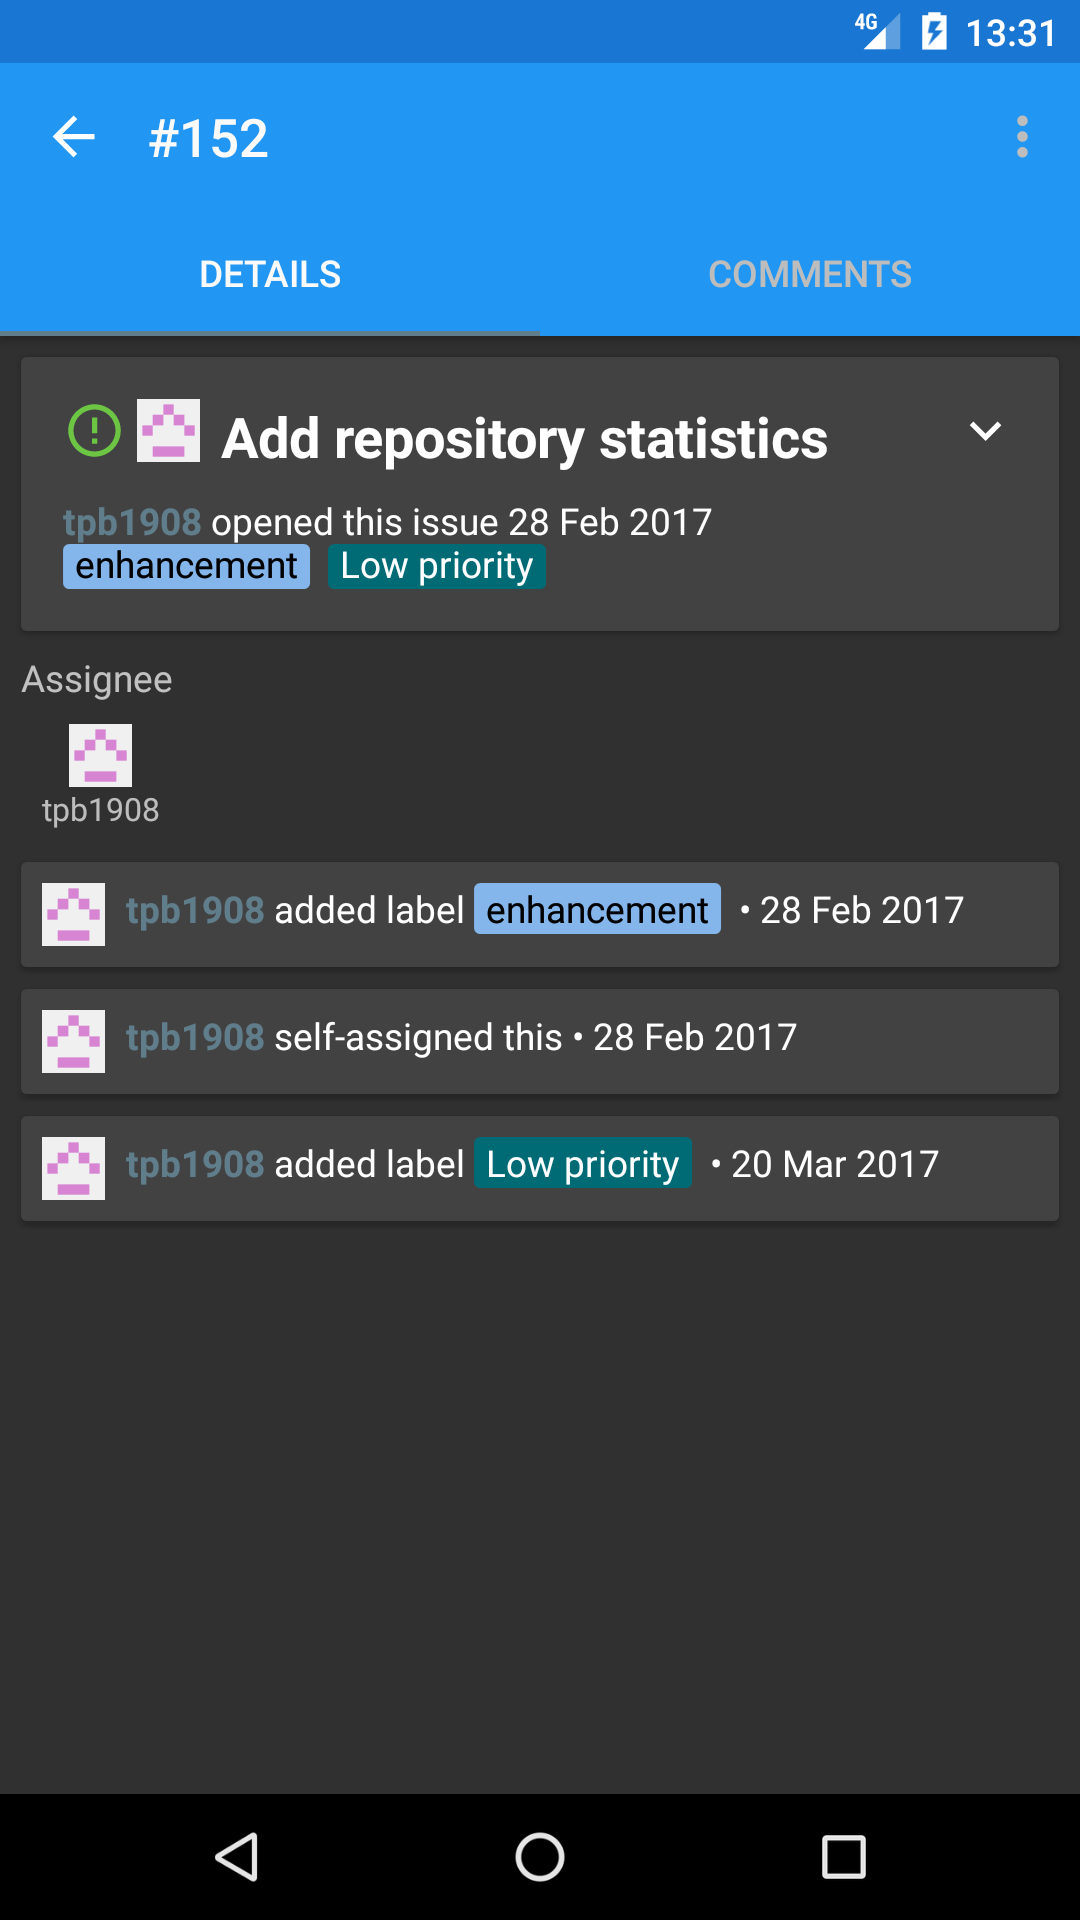 4G 13:31
#152
DETAILS COMMENTS
Add repository statistics
tpb1908 opened this issue 28 Feb 2017
enhancement Low priority
Assignee
tpb1908
tpb1908 added label enhancement • 28 Feb 2017
tpb1908 self-assigned this • 28 Feb 2017
tpb1908 added label Low priority • 20 Mar 2017